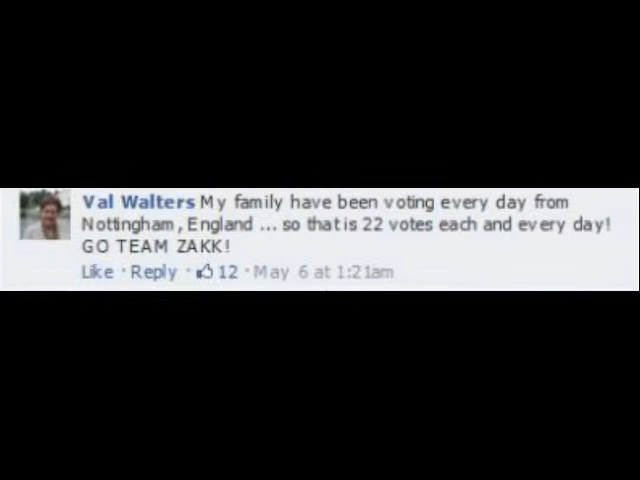 Val Walters My family have been voting every day from
Nottingham, England ... so that is 22 votes each and every day!
GO TEAM ZAKK!
Like · Reply · 12 · May 6 at 1:21am